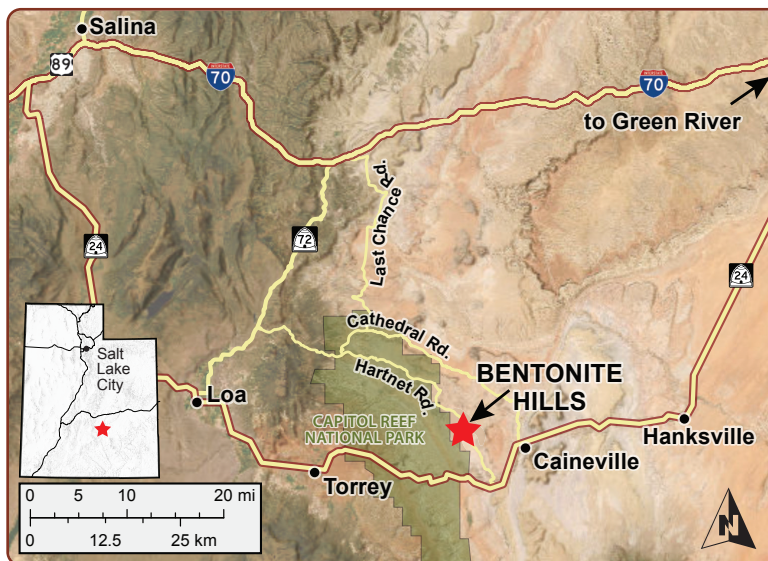 Salina
89
INTERSTATE
70
INTERSTATE
70
to Green River
Last Chance Rd.
72
24
24
Cathedral Rd.
Hartnet Rd.
BENTONITE
HILLS
Salt
Lake
City
Loa
CAPITOL REEF
NATIONAL PARK
Hanksville
Caineville
Torrey
0 5 10 20 mi
0 12.5 25 km
N